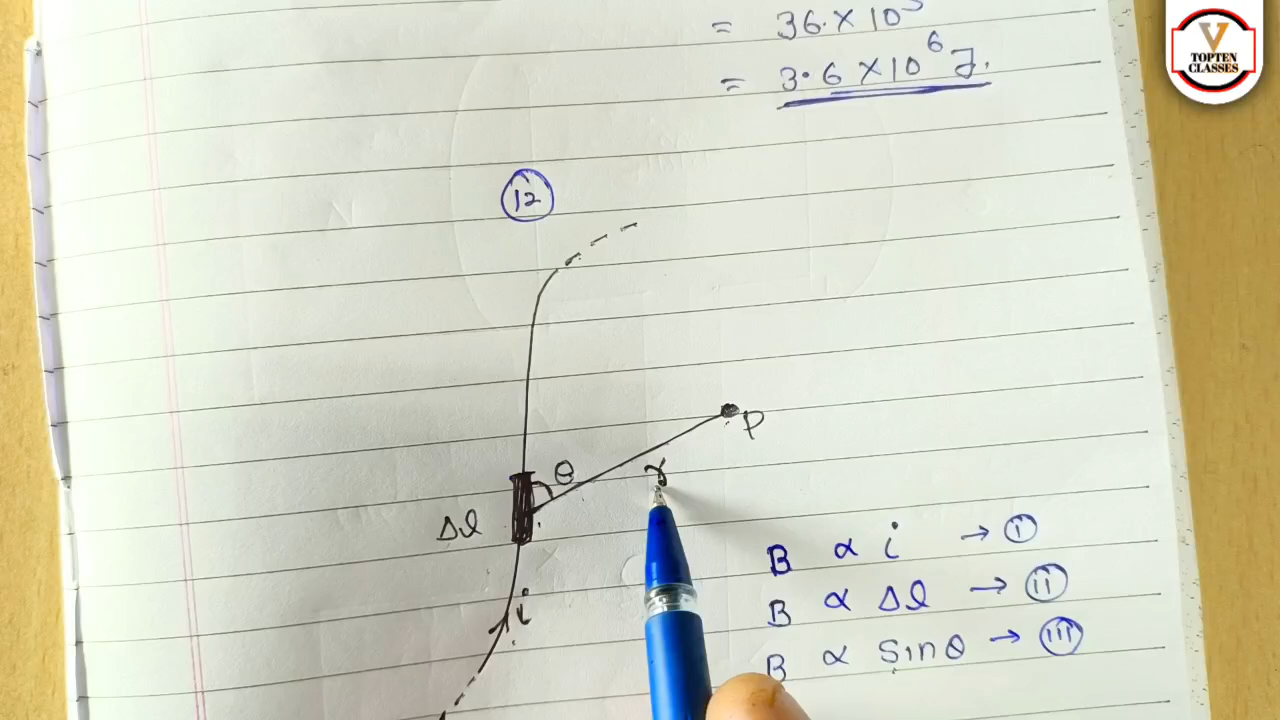 = 36 × 10⁵
= 3.6 × 10⁶ J.
V
TOPTEN
CLASSES
12
P
θ
r
Δl
i
B ∝ i → (i)
B ∝ Δl → (ii)
B ∝ sinθ → (iii)